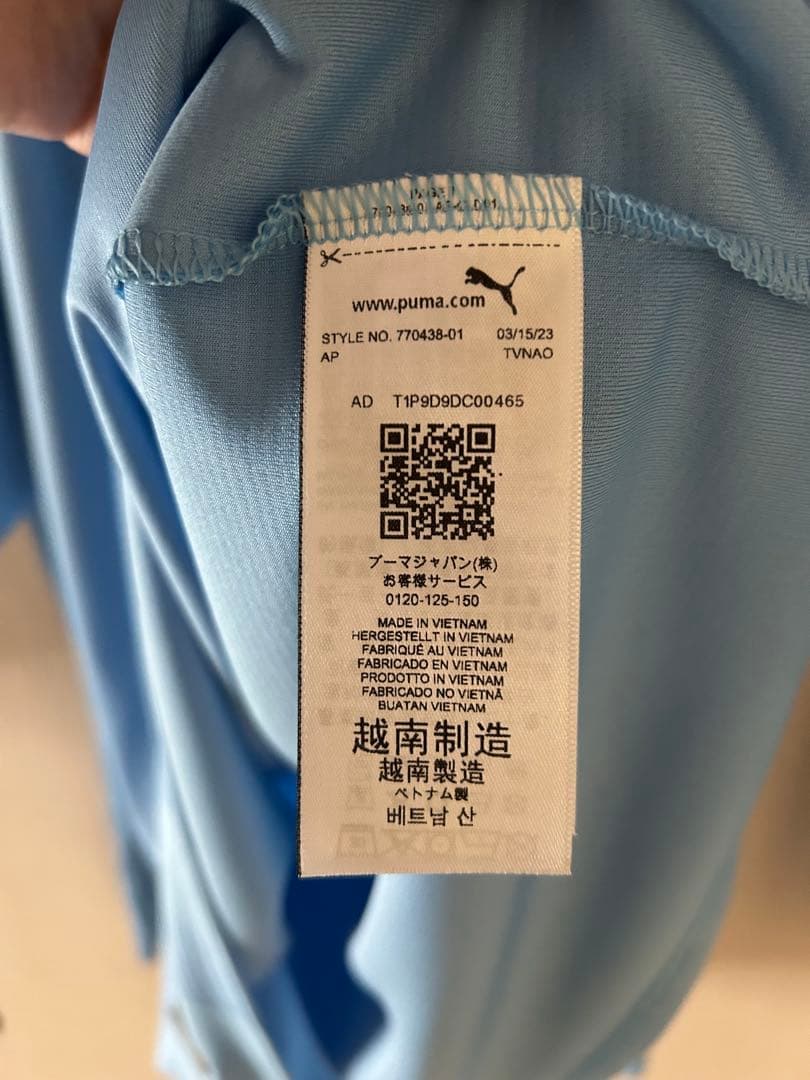 www.puma.com
STYLE NO. 770438-01 03/15/23
AP TVNAO
AD T1P9D9DC00465
プーマジャパン(株)
お客様サービス
0120-125-150
MADE IN VIETNAM
HERGESTELLT IN VIETNAM
FABRIQUÉ AU VIETNAM
FABRICADO EN VIETNAM
PRODOTTO IN VIETNAM
FABRICADO NO VIETNÃ
BUATAN VIETNAM
越南制造
越南製造
ベトナム製
베트남 산